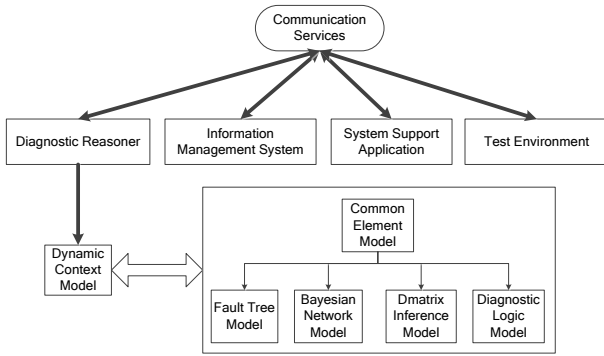 Communication
Services
Diagnostic Reasoner
Information
Management System
System Support
Application
Test Environment
Dynamic
Context
Model
Common
Element
Model
Fault Tree
Model
Bayesian
Network
Model
Dmatrix
Inference
Model
Diagnostic
Logic
Model